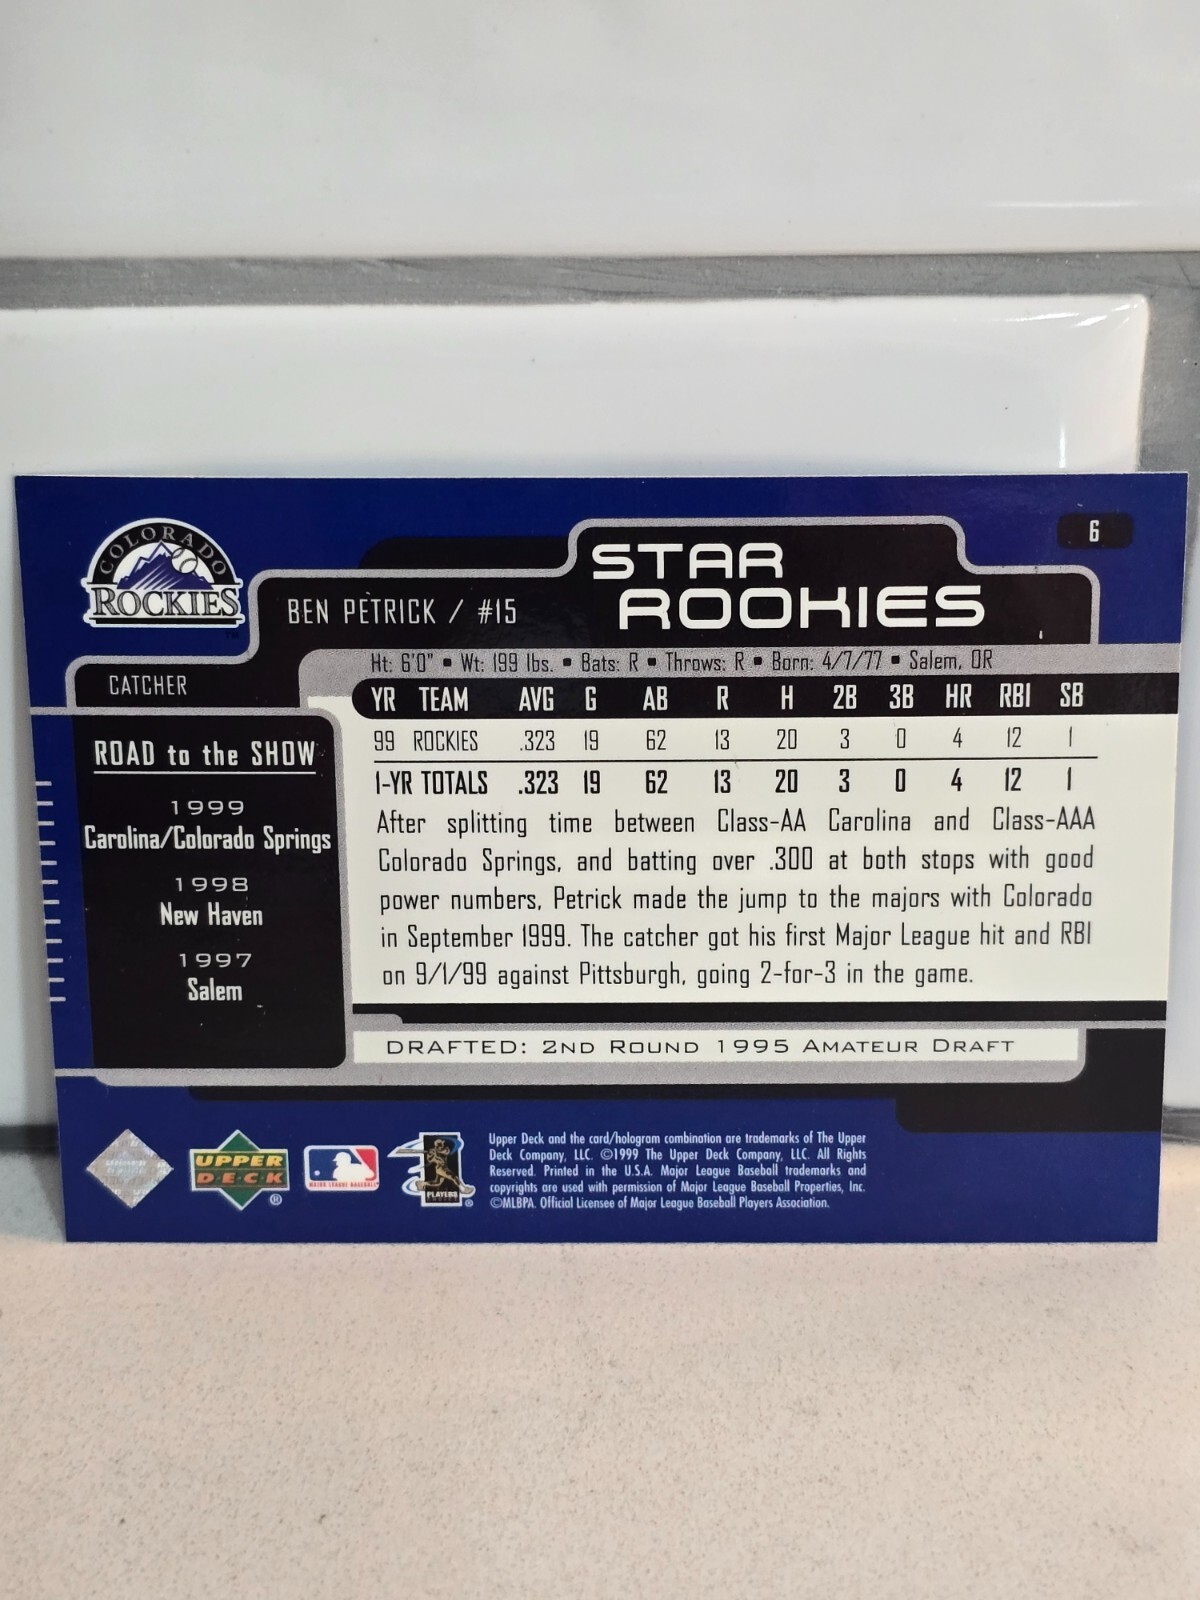 COLORADO
ROCKIES
TM
BEN PETRICK / #15
STAR
ROOKIES
6
CATCHER
Ht: 6'0" ▪ Wt: 199 lbs. ▪ Bats: R ▪ Throws: R ▪ Born: 4/7/77 ▪ Salem, OR
YR TEAM AVG G AB R H 2B 3B HR RBI SB
99 ROCKIES .323 19 62 13 20 3 0 4 12 1
1-YR TOTALS .323 19 62 13 20 3 0 4 12 1
ROAD to the SHOW
1999
Carolina/Colorado Springs
1998
New Haven
1997
Salem
After splitting time between Class-AA Carolina and Class-AAA
Colorado Springs, and batting over .300 at both stops with good
power numbers, Petrick made the jump to the majors with Colorado
in September 1999. The catcher got his first Major League hit and RBI
on 9/1/99 against Pittsburgh, going 2-for-3 in the game.
DRAFTED: 2ND ROUND 1995 AMATEUR DRAFT
UPPER
DECK
®
MAJOR LEAGUE BASEBALL
PLAYERS
®
Upper Deck and the card/hologram combination are trademarks of The Upper
Deck Company, LLC. ©1999 The Upper Deck Company, LLC. All Rights
Reserved. Printed in the U.S.A. Major League Baseball trademarks and
copyrights are used with permission of Major League Baseball Properties, Inc.
©MLBPA. Official Licensee of Major League Baseball Players Association.